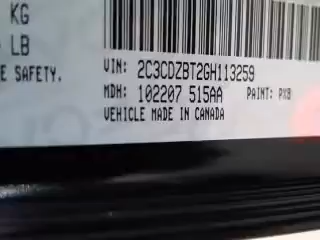 KG
LB
E SAFETY.
VIN: 2C3CDZBT2GH113259
MDH: 102207 515AA PAINT: PXB
VEHICLE MADE IN CANADA